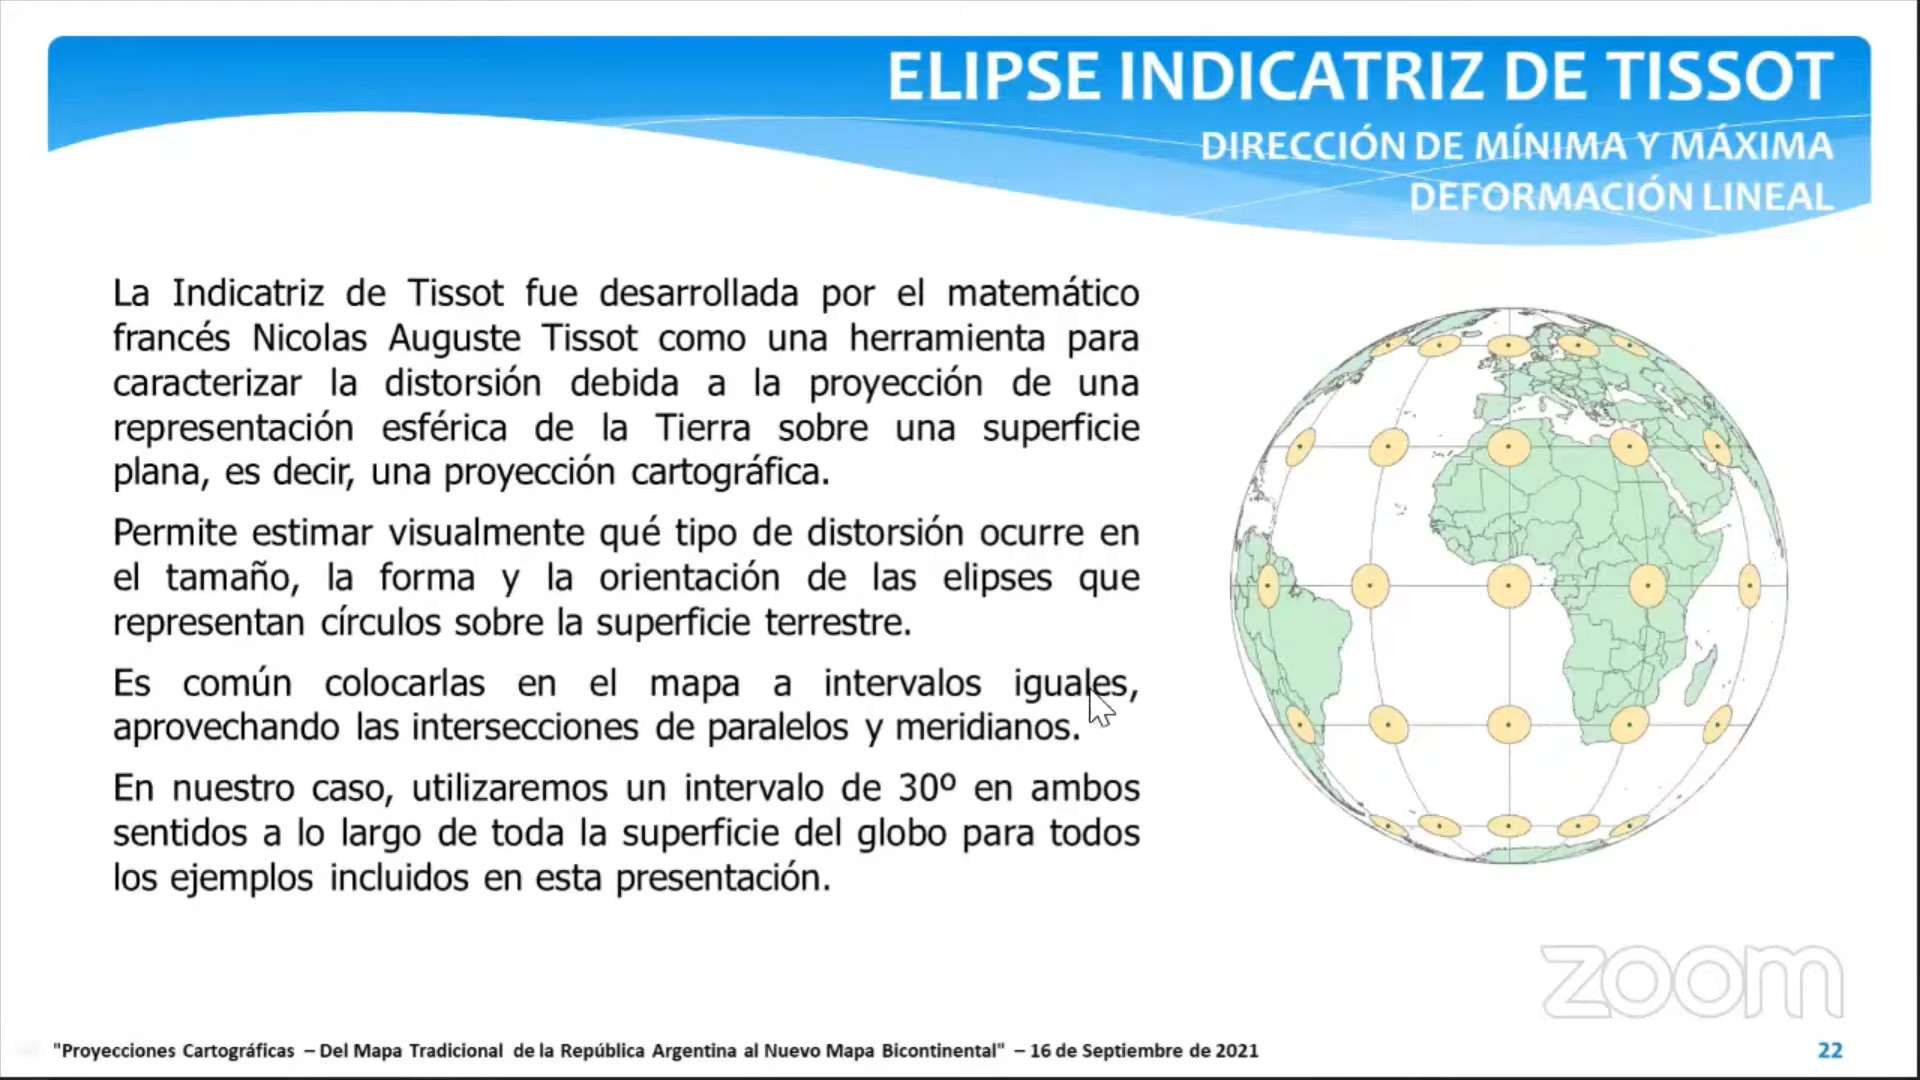 ELIPSE INDICATRIZ DE TISSOT
DIRECCIÓN DE MÍNIMA Y MÁXIMA
DEFORMACIÓN LINEAL
La Indicatriz de Tissot fue desarrollada por el matemático
francés Nicolas Auguste Tissot como una herramienta para
caracterizar la distorsión debida a la proyección de una
representación esférica de la Tierra sobre una superficie
plana, es decir, una proyección cartográfica.
Permite estimar visualmente qué tipo de distorsión ocurre en
el tamaño, la forma y la orientación de las elipses que
representan círculos sobre la superficie terrestre.
Es común colocarlas en el mapa a intervalos iguales,
aprovechando las intersecciones de paralelos y meridianos.
En nuestro caso, utilizaremos un intervalo de 30º en ambos
sentidos a lo largo de toda la superficie del globo para todos
los ejemplos incluidos en esta presentación.
zoom
"Proyecciones Cartográficas – Del Mapa Tradicional de la República Argentina al Nuevo Mapa Bicontinental" – 16 de Septiembre de 2021
22